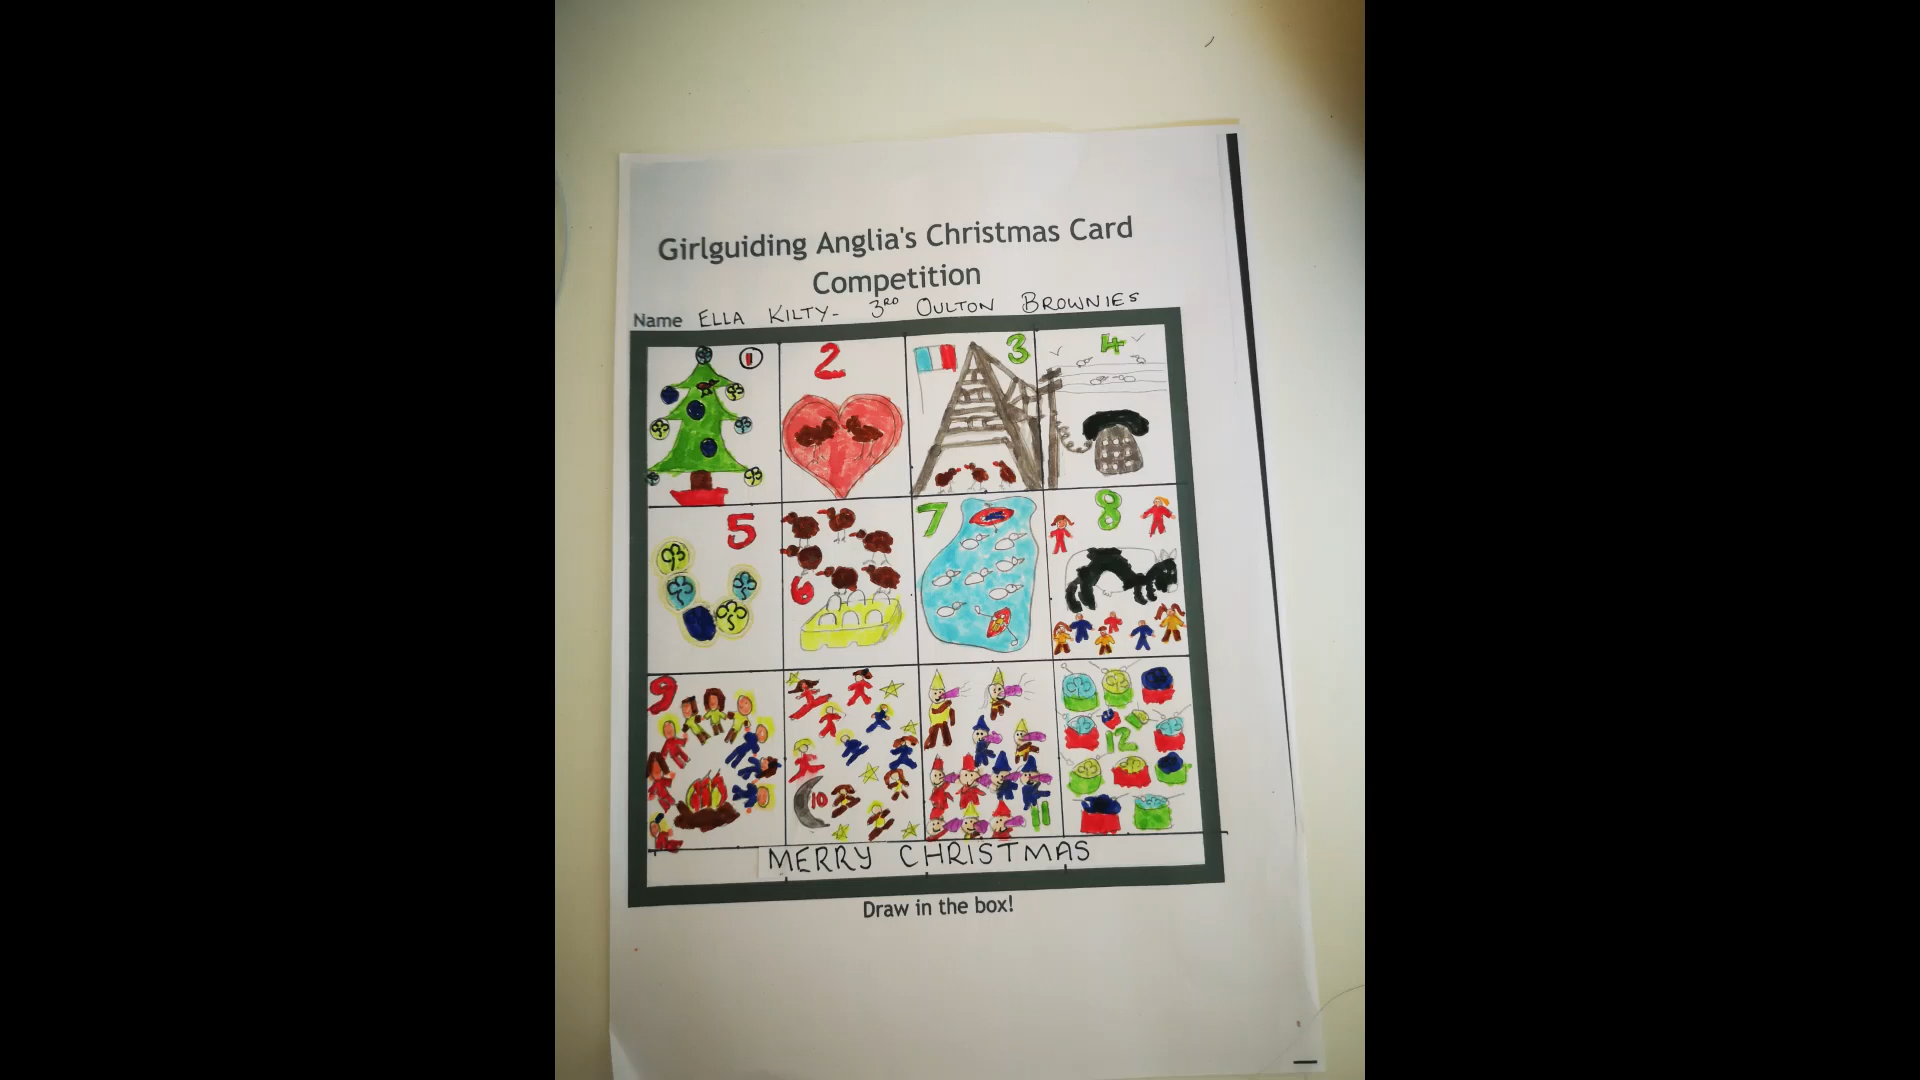 Girlguiding Anglia's Christmas Card
Competition
Name ELLA KILTY- 3RD OULTON BROWNIES
1 2 3 4
5 6 7 8
9 10 11 12
MERRY CHRISTMAS
Draw in the box!